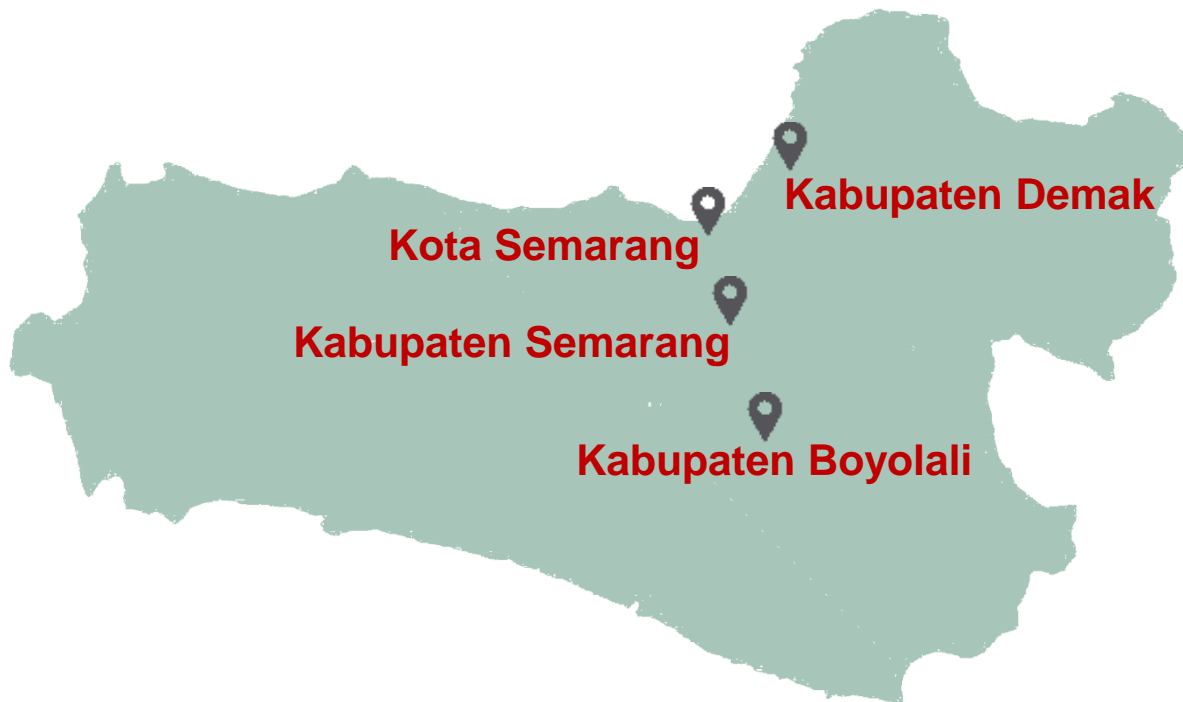 Kabupaten Demak
Kota Semarang
Kabupaten Semarang
Kabupaten Boyolali